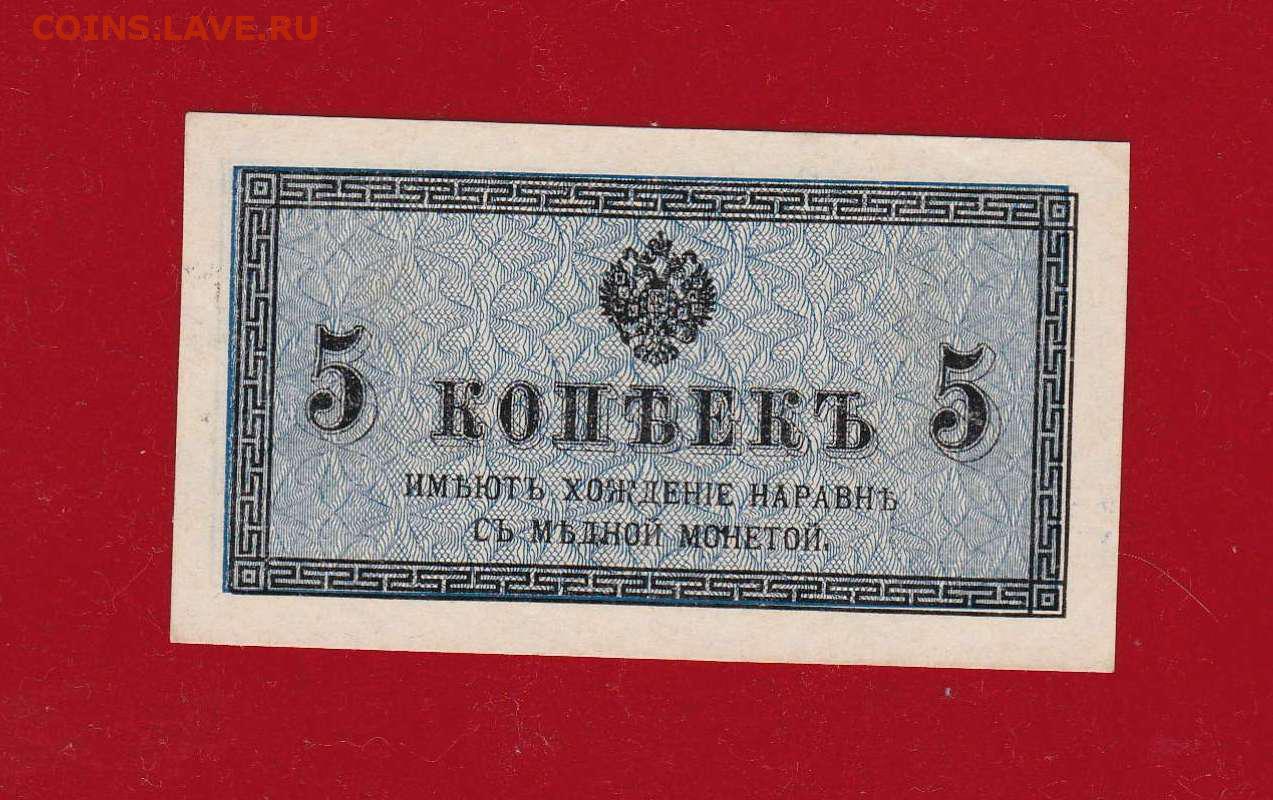 COINS.LAVE.RU
5 КОПѢЕКЪ 5
ИМѢЮТЪ ХОЖДЕНІЕ НАРАВНѢ
СЪ МѢДНОЙ МОНЕТОЙ.